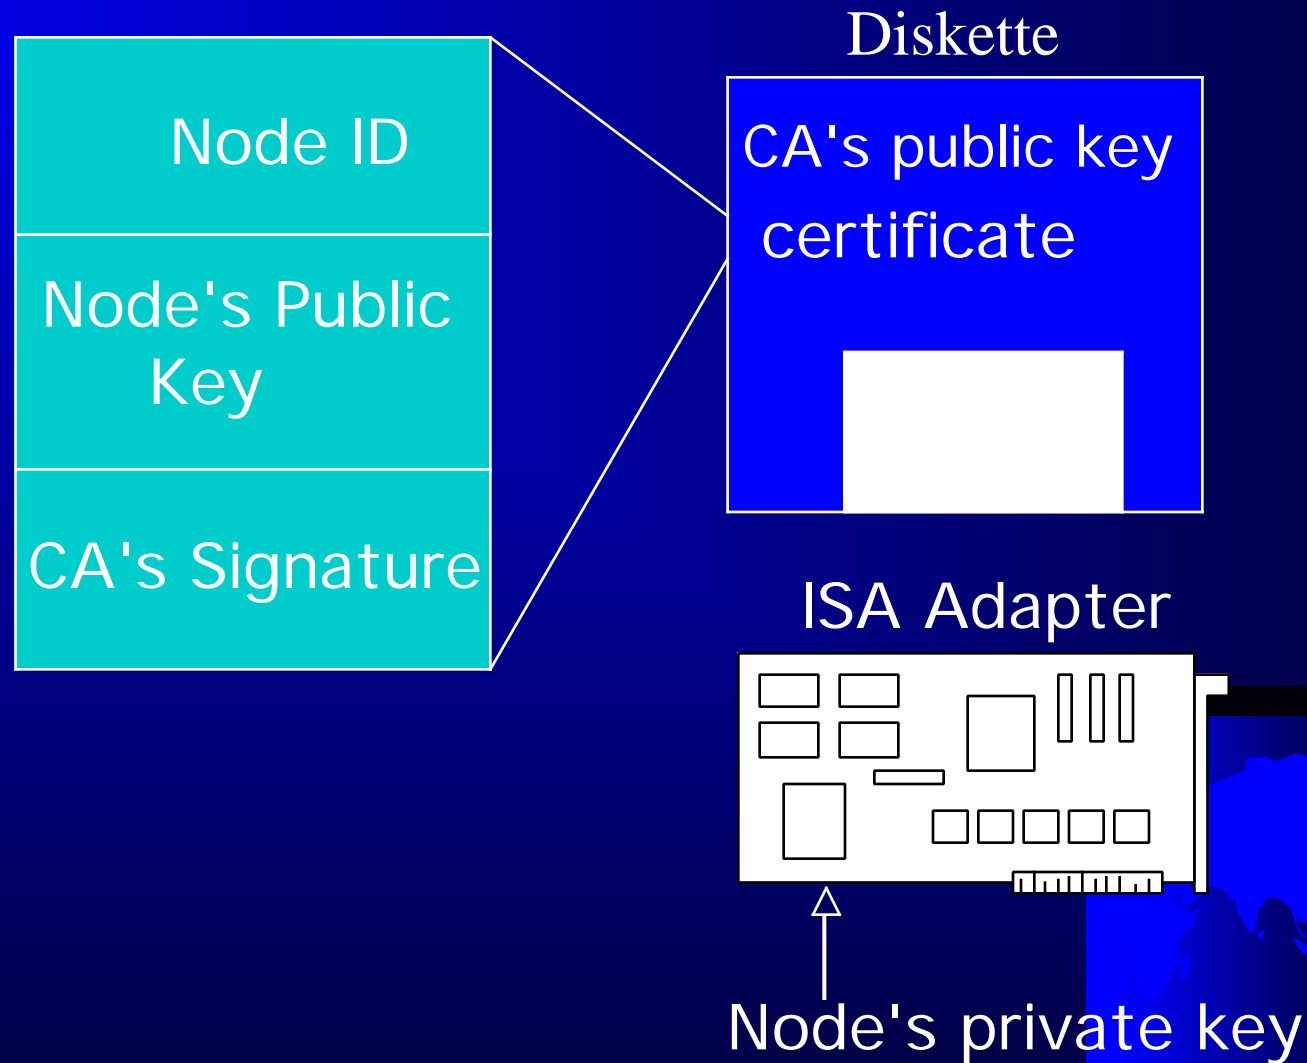 Node ID
Node's Public
Key
CA's Signature
Diskette
CA's public key
certificate
ISA Adapter
Node's private key